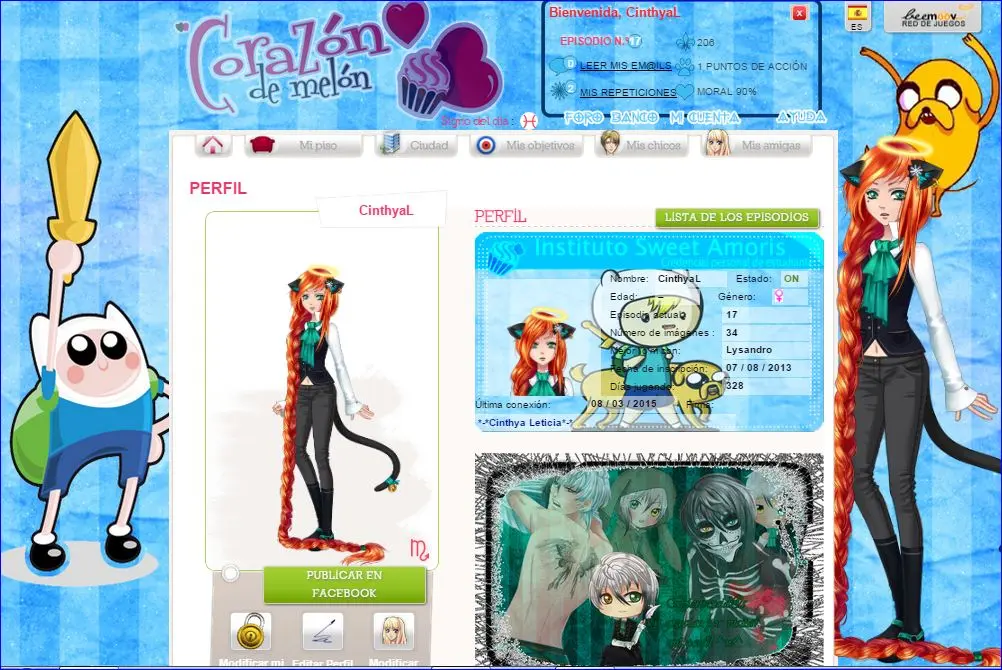 Corazón
de melón
Bienvenida, CinthyaL
x
EPISODIO N.º17
206
0
LEER MIS EM@ILS
1 PUNTOS DE ACCIÓN
2
MIS REPETICIONES
MORAL 90%
ES
Beemoov
RED DE JUEGOS
Signo del día :
FORO BANCO MI CUENTA AYUDA
Mi piso
Ciudad
Mis objetivos
Mis chicos
Mis amigas
PERFIL
CinthyaL
PERFIL
LISTA DE LOS EPISODIOS
Instituto Sweet Amoris
Nombre: CinthyaL Estado: ON
Edad: – Género:
Episodio actual: 17
Número de imágenes : 34
Lysandro
Fecha de inscripción: 07 / 08 / 2013
Días jugando: 328
Última conexión: 08 / 03 / 2015
*-*Cinthya Leticia*-*
PUBLICAR EN
FACEBOOK
Modificar mi
Editar Perfil
Modificar